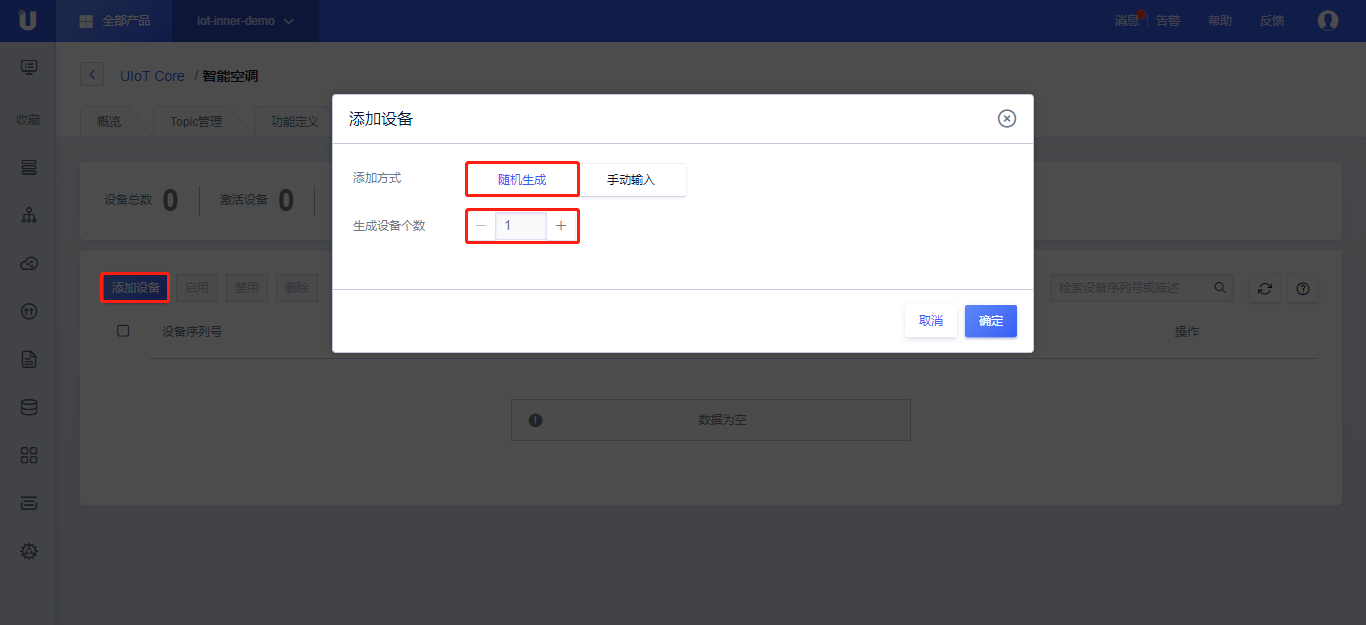 U
全部产品
iot-inner-demo
消息
告警
帮助
反馈
收藏
UIoT Core / 智能空调
概览
Topic管理
功能定义
添加设备
添加方式
随机生成
手动输入
生成设备个数
1
取消
确定
设备总数 0
激活设备 0
添加设备
启用
禁用
删除
检索设备序列号或描述
设备序列号
操作
数据为空